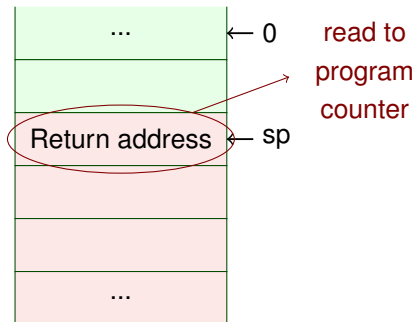 ...
0
read to
program
counter
Return address
sp
...